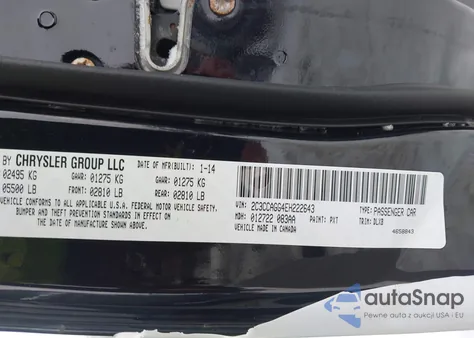 BY CHRYSLER GROUP LLC DATE OF MFR(BUILT): 1-14
02495 KG GAWR: 01275 KG GAWR: 01275 KG
05500 LB FRONT: 02810 LB REAR: 02810 LB
CONFORMS TO ALL APPLICABLE U.S.A. FEDERAL MOTOR VEHICLE SAFETY,
BUMPER AND THEFT PREVENTION STANDARDS IN EFFECT ON THE DATE OF
MANUFACTURE SHOWN ABOVE.
VIN: 2C3CCAGG4EH222643 TYPE: PASSENGER CAR
MDH: 012722 083AA PAINT: PXT TRIM: DLX8
VEHICLE MADE IN CANADA 4658843
autoSnap
Pewne auta z aukcji USA i EU